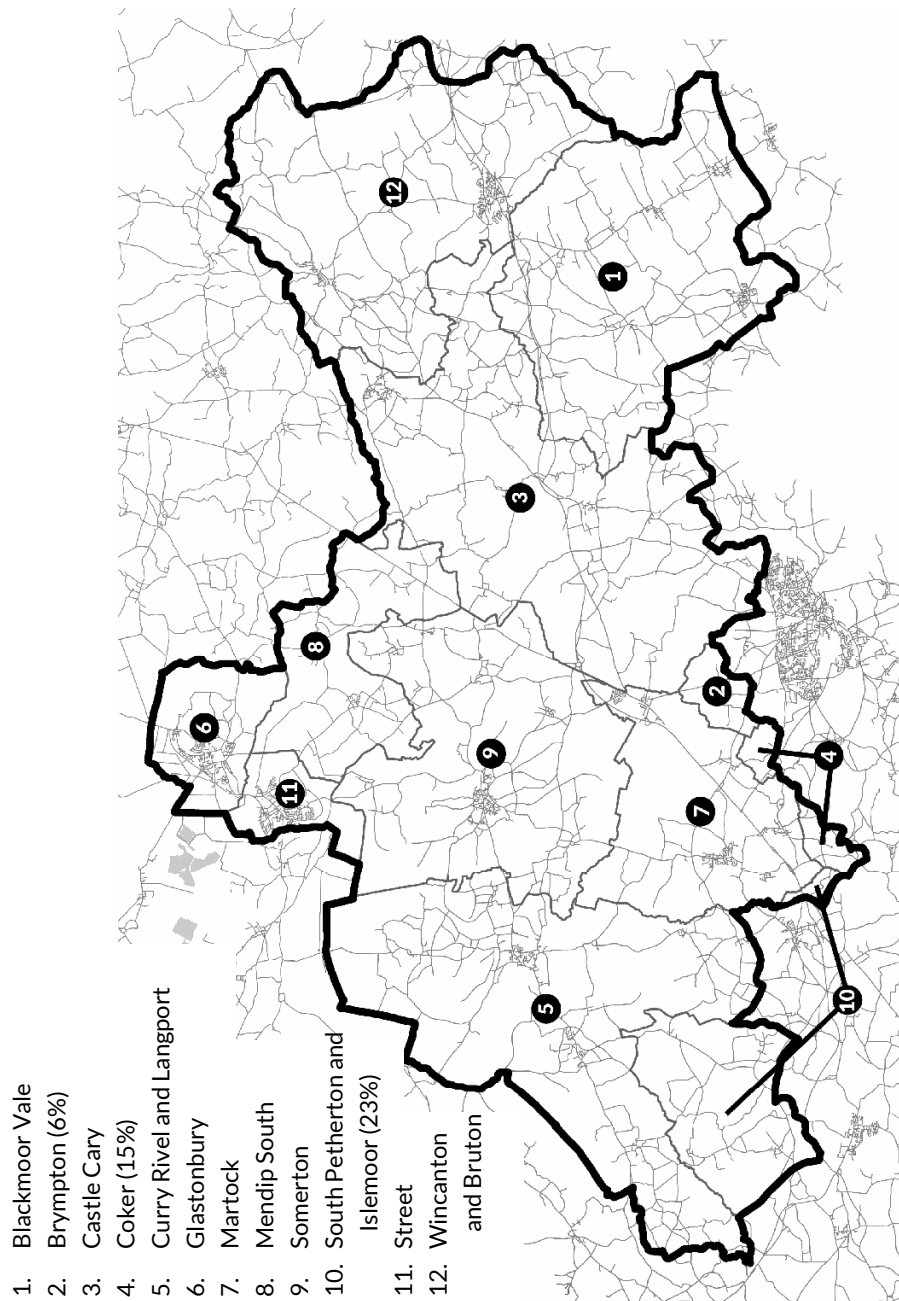 1. Blackmoor Vale
2. Brympton (6%)
3. Castle Cary
4. Coker (15%)
5. Curry Rivel and Langport
6. Glastonbury
7. Martock
8. Mendip South
9. Somerton
10. South Petherton and
Islemoor (23%)
11. Street
12. Wincanton
and Bruton
6
11
8
12
9
3
1
5
7
2
4
10